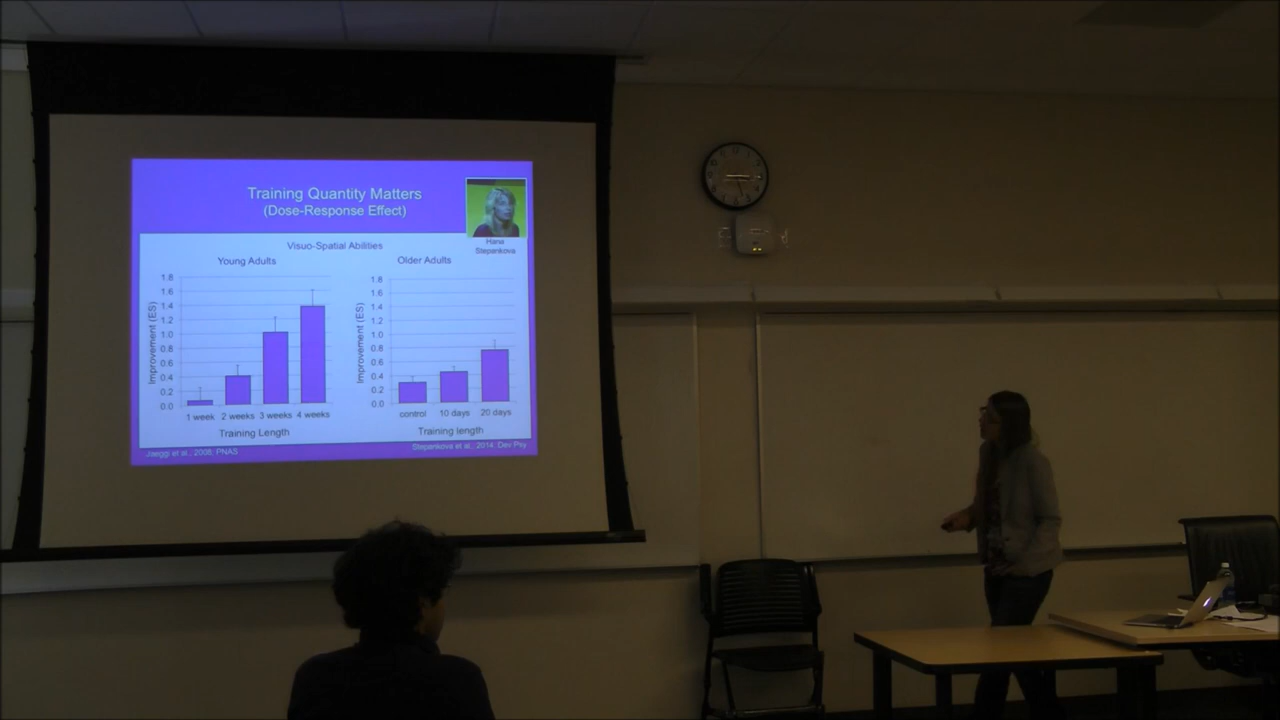 Training Quantity Matters
(Dose-Response Effect)
Hana
Stepankova
Visuo-Spatial Abilities
Young Adults
Improvement (ES)
1.8
1.6
1.4
1.2
1.0
0.8
0.6
0.4
0.2
0.0
1 week 2 weeks 3 weeks 4 weeks
Training Length
Older Adults
Improvement (ES)
1.8
1.6
1.4
1.2
1.0
0.8
0.6
0.4
0.2
0.0
control 10 days 20 days
Training length
Jaeggi et al., 2008; PNAS
Stepankova et al., 2014; Dev Psy